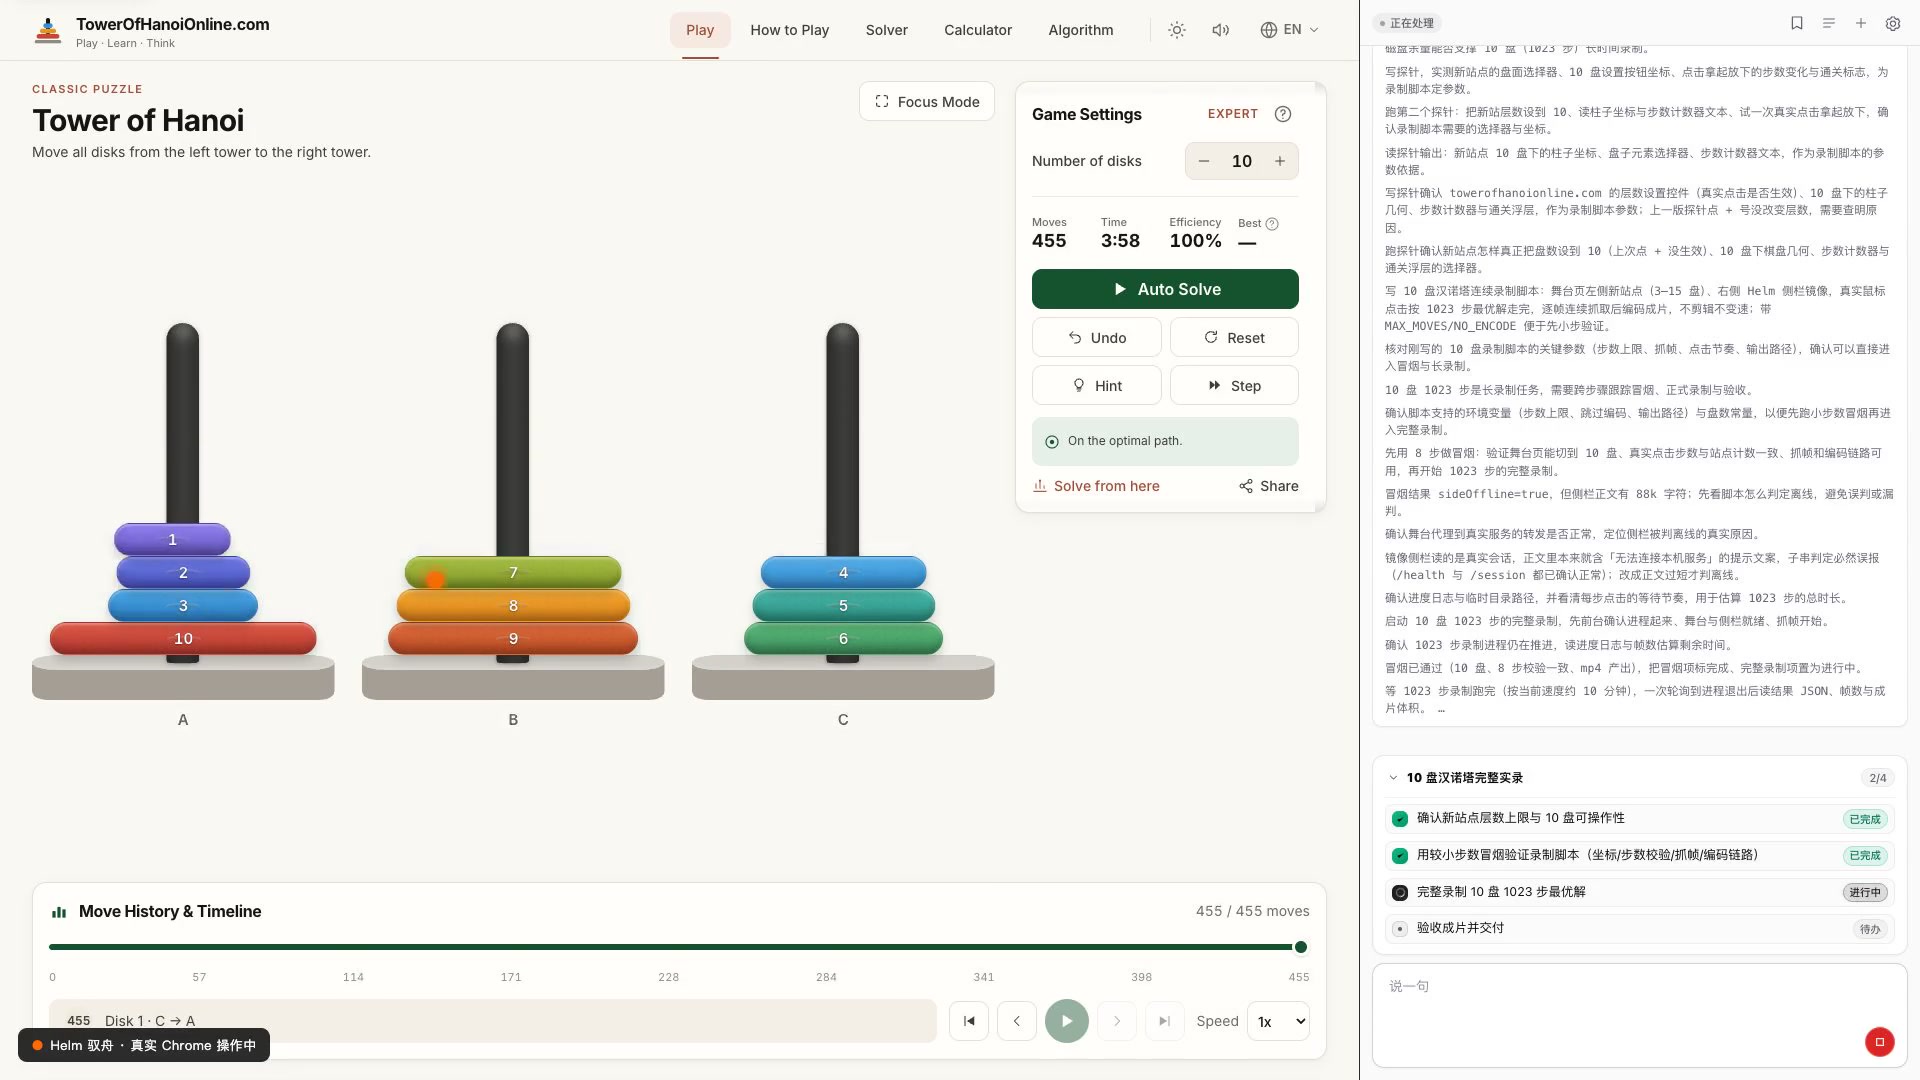 TowerOfHanoiOnline.com
Play · Learn · Think
Play
How to Play
Solver
Calculator
Algorithm
EN
CLASSIC PUZZLE
Tower of Hanoi
Move all disks from the left tower to the right tower.
Focus Mode
Game Settings
EXPERT
Number of disks
− 10 +
Moves Time Efficiency Best
455 3:58 100% —
Auto Solve
Undo
Reset
Hint
Step
On the optimal path.
Solve from here
Share
1
2
3
10
7
8
9
4
5
6
A
B
C
Move History & Timeline
455 / 455 moves
0 57 114 171 228 284 341 398 455
455 Disk 1 · C → A
Speed 1x
Helm 驭舟 · 真实 Chrome 操作中
正在处理
磁盘余量能否支撑 10 盘（1023 步）长时间录制。
写探针，实测新站点的盘面选择器、10 盘设置按钮坐标、点击拿起放下的步数变化与通关标志，为
录制脚本定参数。
跑第二个探针：把新站层数设到 10、读柱子坐标与步数计数器文本、试一次真实点击拿起放下，确
认录制脚本需要的选择器与坐标。
读探针输出：新站点 10 盘下的柱子坐标、盘子元素选择器、步数计数器文本，作为录制脚本的参
数依据。
写探针确认 towerofhanoionline.com 的层数设置控件（真实点击是否生效）、10 盘下的柱子
几何、步数计数器与通关浮层，作为录制脚本参数；上一版探针点 + 号没改变层数，需要查明原
因。
跑探针确认新站点怎样真正把盘数设到 10（上次点 + 没生效）、10 盘下棋盘几何、步数计数器与
通关浮层的选择器。
写 10 盘汉诺塔连续录制脚本：舞台页左侧新站点（3–15 盘）、右侧 Helm 侧栏镜像，真实鼠标
点击按 1023 步最优解走完，逐帧连续抓取后编码成片，不剪辑不变速；带
MAX_MOVES/NO_ENCODE 便于先小步验证。
核对刚写的 10 盘录制脚本的关键参数（步数上限、抓帧、点击节奏、输出路径），确认可以直接进
入冒烟与长录制。
10 盘 1023 步是长录制任务，需要跨步骤跟踪冒烟、正式录制与验收。
确认脚本支持的环境变量（步数上限、跳过编码、输出路径）与盘数常量，以便先跑小步数冒烟再进
入完整录制。
先用 8 步做冒烟：验证舞台页能切到 10 盘、真实点击步数与站点计数一致、抓帧和编码链路可
用，再开始 1023 步的完整录制。
冒烟结果 sideOffline=true，但侧栏正文有 88k 字符；先看脚本怎么判定离线，避免误判或漏
判。
确认舞台代理到真实服务的转发是否正常，定位侧栏被判离线的真实原因。
镜像侧栏读的是真实会话，正文里本来就含「无法连接本机服务」的提示文案，子串判定必然误报
（/health 与 /session 都已确认正常）；改成正文过短才判离线。
确认进度日志与临时目录路径，并看清每步点击的等待节奏，用于估算 1023 步的总时长。
启动 10 盘 1023 步的完整录制，先前台确认进程起来、舞台与侧栏就绪、抓帧开始。
确认 1023 步录制进程仍在推进，读进度日志与帧数估算剩余时间。
冒烟已通过（10 盘、8 步校验一致、mp4 产出），把冒烟项标完成、完整录制项置为进行中。
等 1023 步录制跑完（按当前速度约 10 分钟），一次轮询到进程退出后读结果 JSON、帧数与成
片体积。 …
10 盘汉诺塔完整实录
2/4
确认新站点层数上限与 10 盘可操作性
已完成
用较小步数冒烟验证录制脚本（坐标/步数校验/抓帧/编码链路）
已完成
完整录制 10 盘 1023 步最优解
进行中
验收成片并交付
待办
说一句